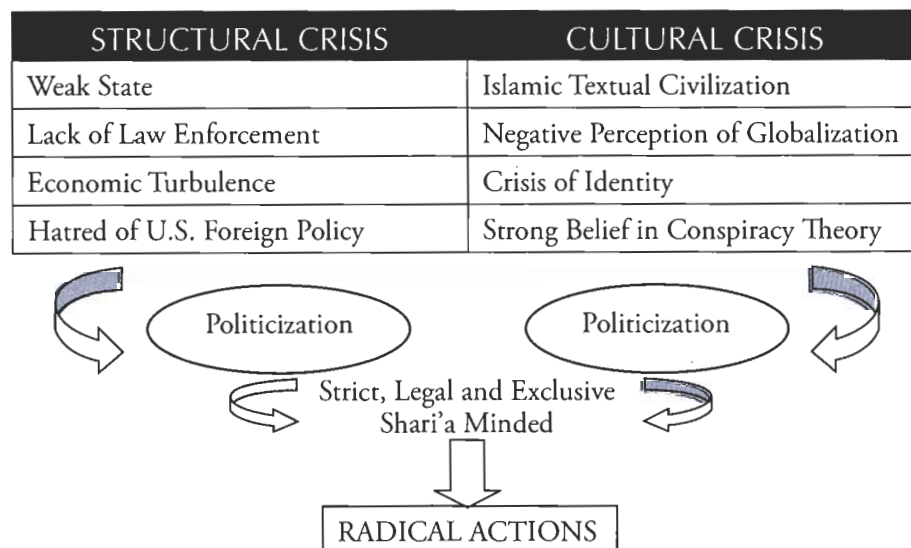 STRUCTURAL CRISIS CULTURAL CRISIS
Weak State Islamic Textual Civilization
Lack of Law Enforcement Negative Perception of Globalization
Economic Turbulence Crisis of Identity
Hatred of U.S. Foreign Policy Strong Belief in Conspiracy Theory
Politicization Politicization
Strict, Legal and Exclusive
Shari'a Minded
RADICAL ACTIONS